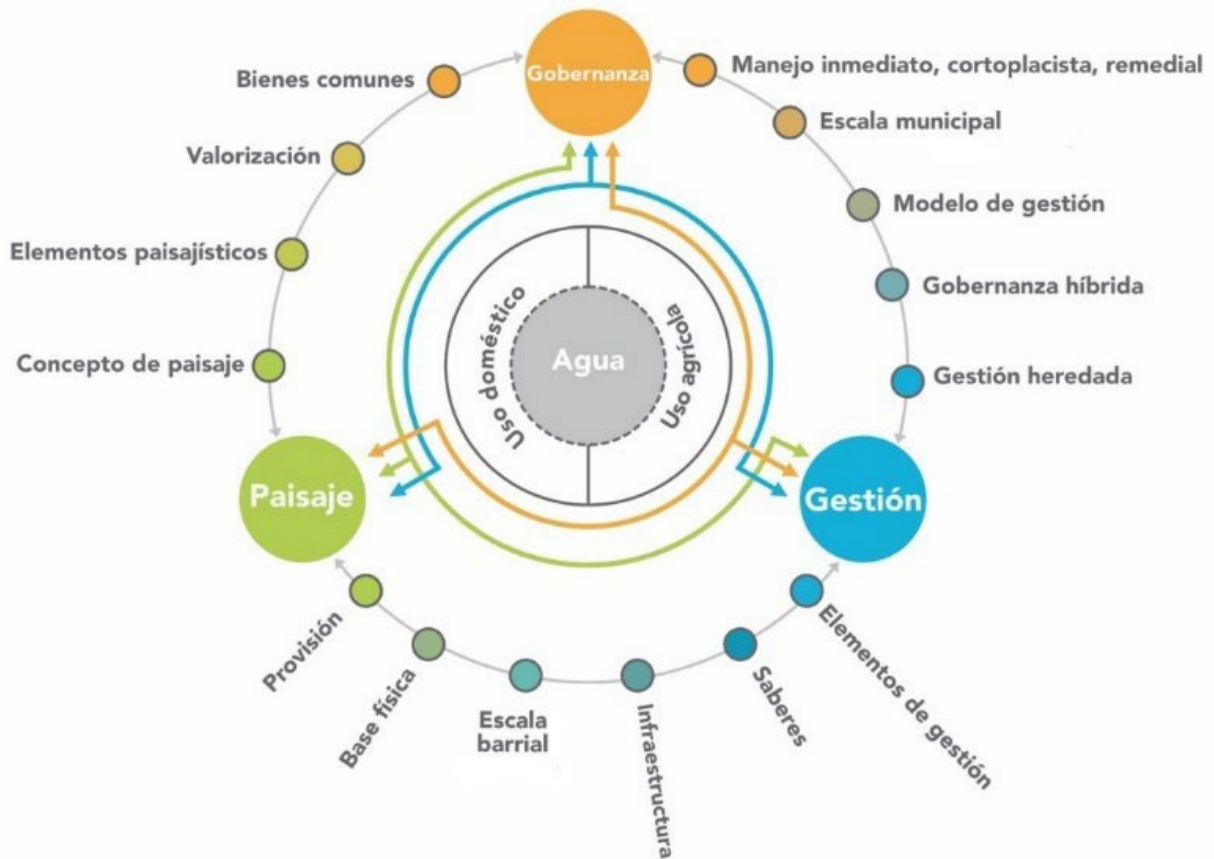 Gobernanza
Bienes comunes
Valorización
Elementos paisajísticos
Concepto de paisaje
Manejo inmediato, cortoplacista, remedial
Escala municipal
Modelo de gestión
Gobernanza híbrida
Gestión heredada
Uso doméstico
Agua
Uso agrícola
Paisaje
Gestión
Provisión
Base física
Escala
barrial
Infraestructura
Saberes
Elementos de gestión